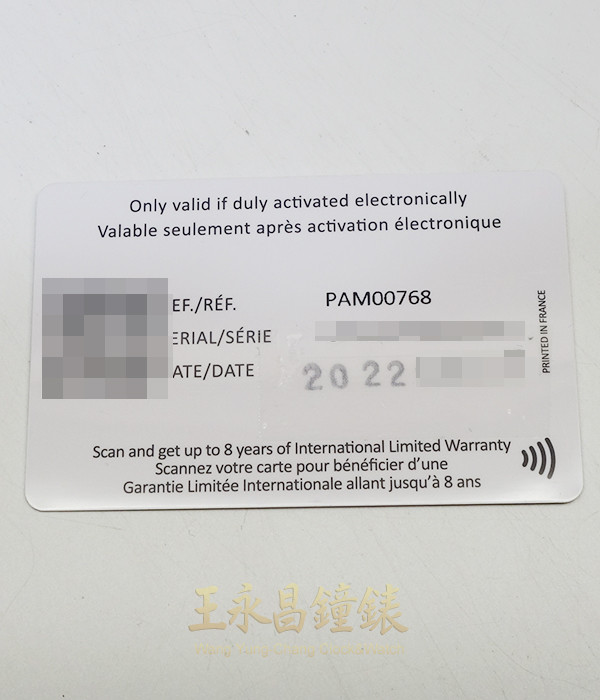 Only valid if duly activated electronically
Valable seulement après activation électronique
EF./RÉF. PAM00768
ERIAL/SÉRIE
ATE/DATE 2022
PRINTED IN FRANCE
Scan and get up to 8 years of International Limited Warranty
Scannez votre carte pour bénéficier d'une
Garantie Limitée Internationale allant jusqu'à 8 ans
王永昌鐘錶